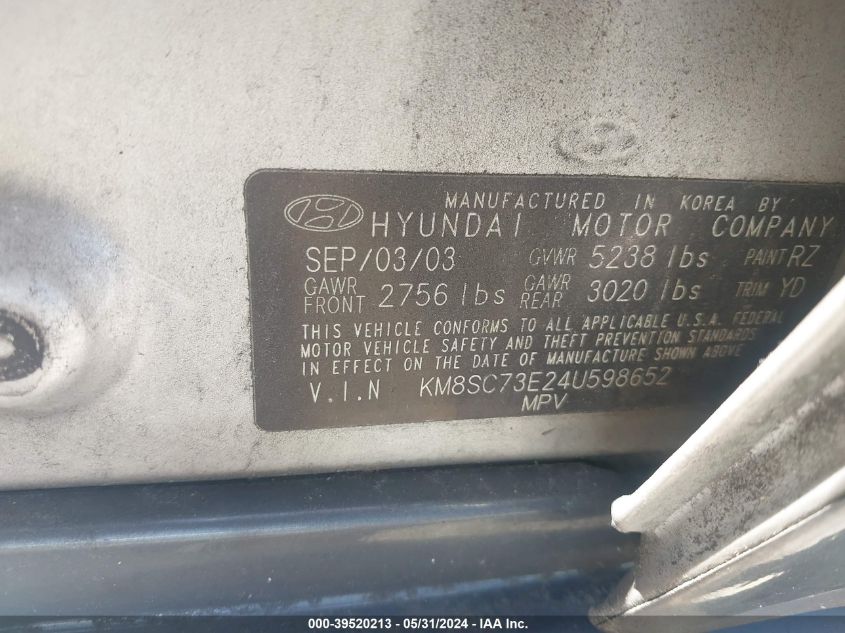 MANUFACTURED IN KOREA BY
HYUNDAI MOTOR COMPANY
SEP/03/03 GVWR 5238 lbs PAINT RZ
GAWR FRONT 2756 lbs GAWR REAR 3020 lbs TRIM YD
THIS VEHICLE CONFORMS TO ALL APPLICABLE U.S.A. FEDERAL
MOTOR VEHICLE SAFETY AND THEFT PREVENTION STANDARDS
IN EFFECT ON THE DATE OF MANUFACTURE SHOWN ABOVE
V.I.N KM8SC73E24U598652
MPV
000-39520213 - 05/31/2024 - IAA, Inc.